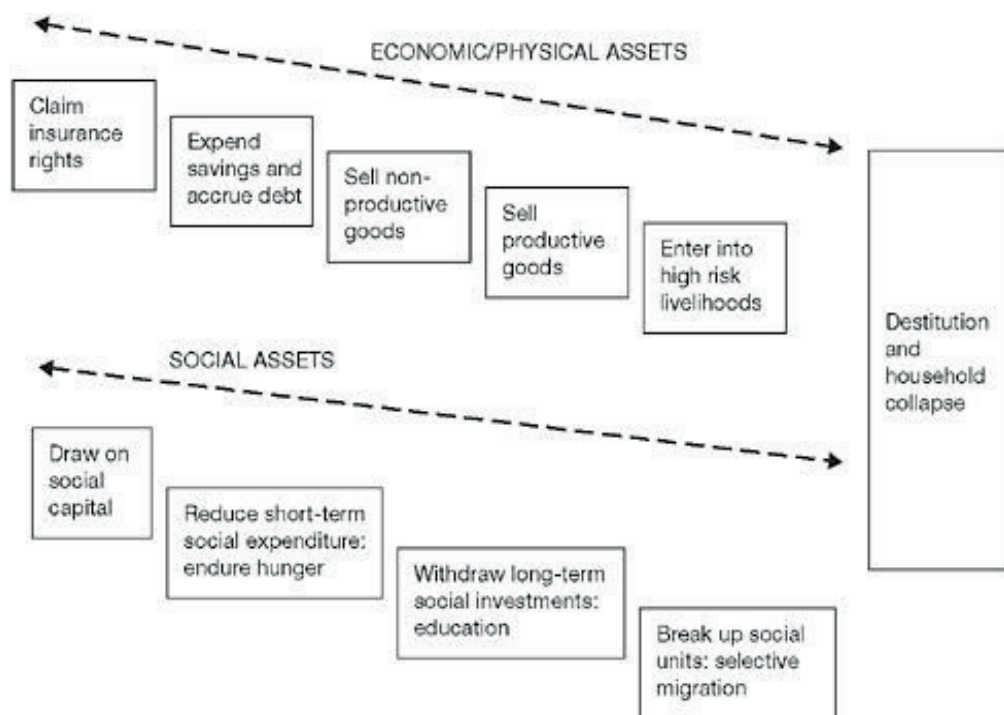 ECONOMIC/PHYSICAL ASSETS
Claim
insurance
rights
Expend
savings and
accrue debt
Sell non-
productive
goods
Sell
productive
goods
Enter into
high risk
livelihoods
Destitution
and
household
collapse
SOCIAL ASSETS
Draw on
social
capital
Reduce short-term
social expenditure:
endure hunger
Withdraw long-term
social investments:
education
Break up social
units: selective
migration